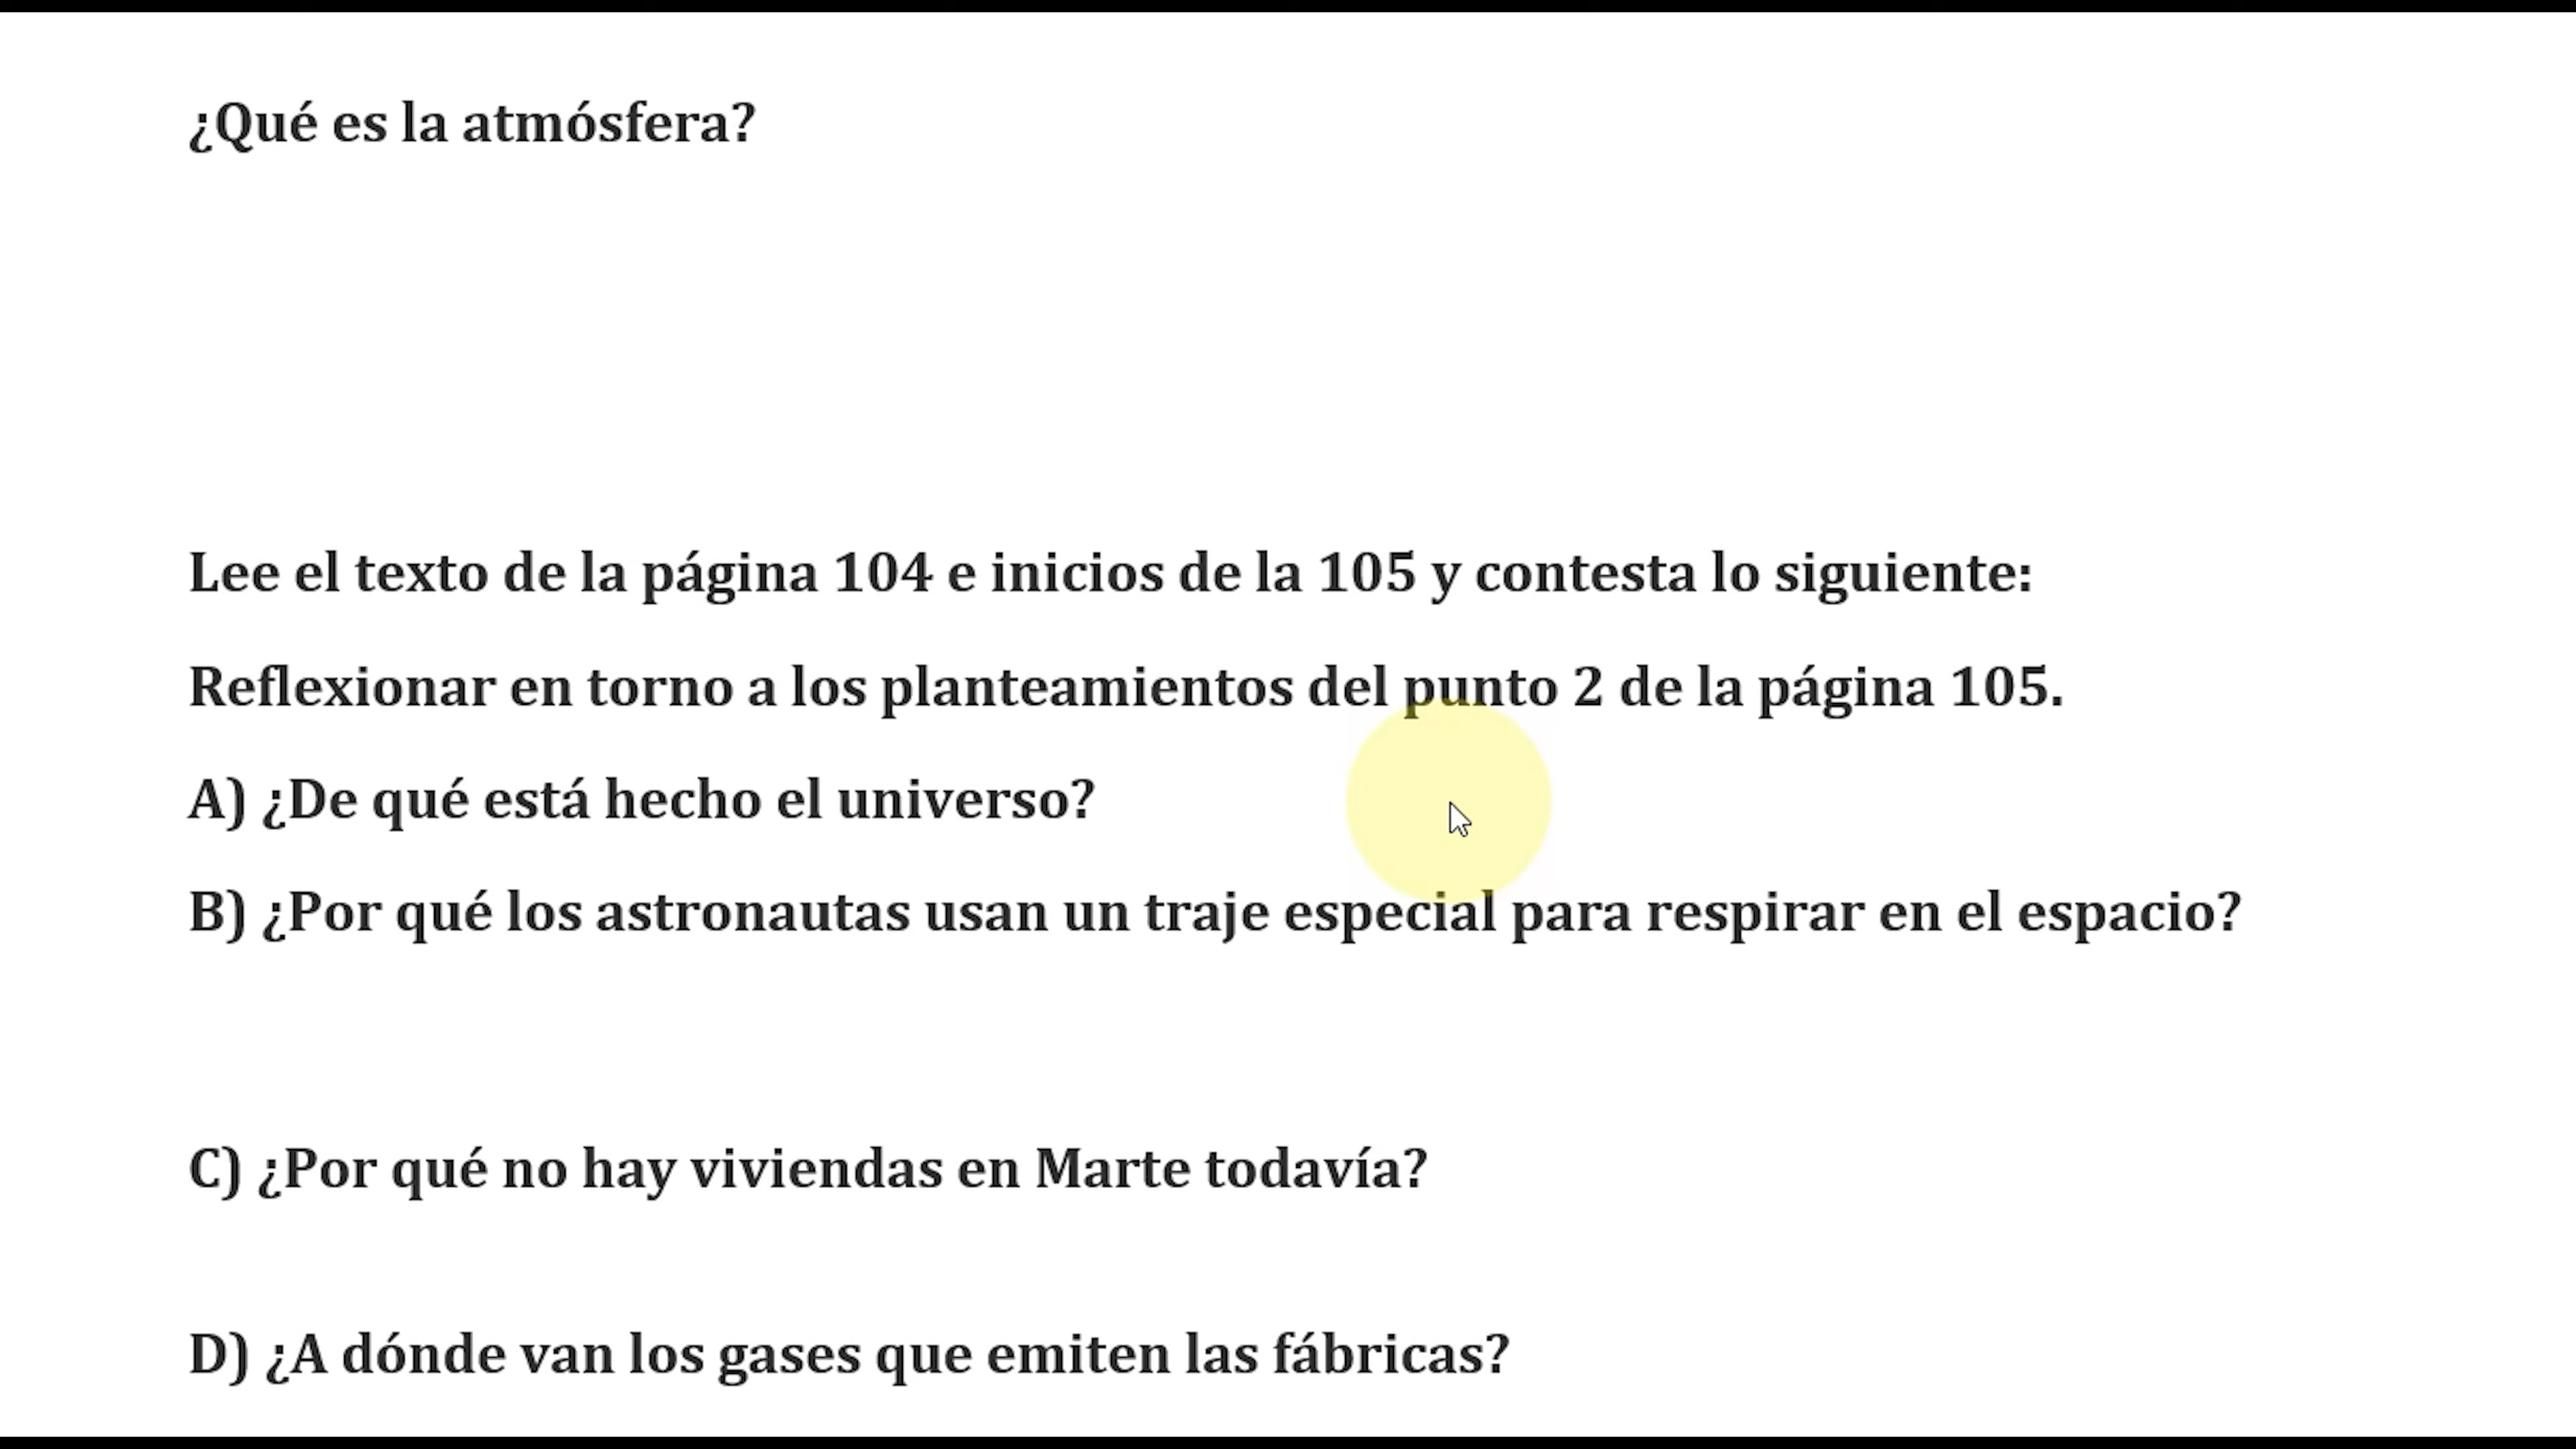 ¿Qué es la atmósfera?
Lee el texto de la página 104 e inicios de la 105 y contesta lo siguiente:
Reflexionar en torno a los planteamientos del punto 2 de la página 105.
A) ¿De qué está hecho el universo?
B) ¿Por qué los astronautas usan un traje especial para respirar en el espacio?
C) ¿Por qué no hay viviendas en Marte todavía?
D) ¿A dónde van los gases que emiten las fábricas?